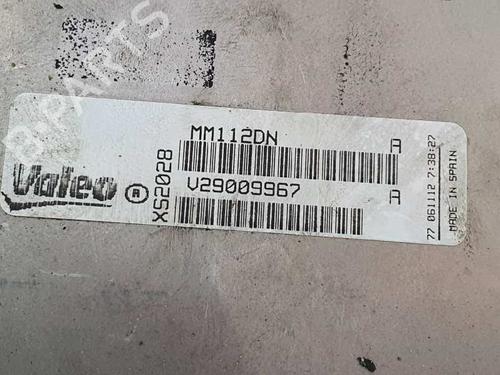 MM112DN A
Valeo ® XS2028
V29009967 A
77 061112 7:38:27
MADE IN SPAIN
B-PARTS